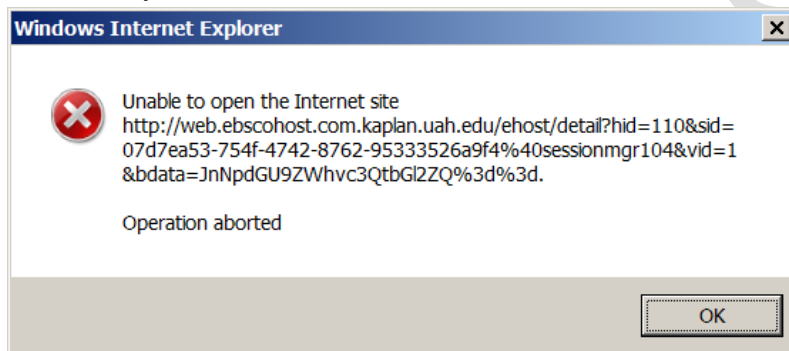 Windows Internet Explorer
Unable to open the Internet site
http://web.ebscohost.com.kaplan.uah.edu/ehost/detail?hid=110&sid=
07d7ea53-754f-4742-8762-95333526a9f4%40sessionmgr104&vid=1
&bdata=JnNpdGU9ZWhvc3QtbGl2ZQ%3d%3d.
Operation aborted
OK